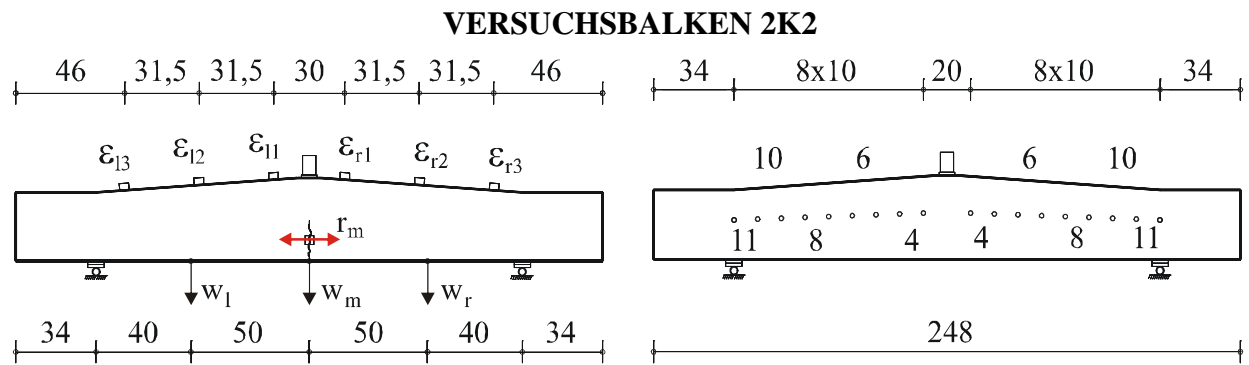 VERSUCHSBALKEN 2K2
46 31,5 31,5 30 31,5 31,5 46
34 8x10 20 8x10 34
εl3 εl2 εl1 εr1 εr2 εr3
10 6 6 10
rm
11 8 4 4 8 11
wl wm wr
34 40 50 50 40 34
248